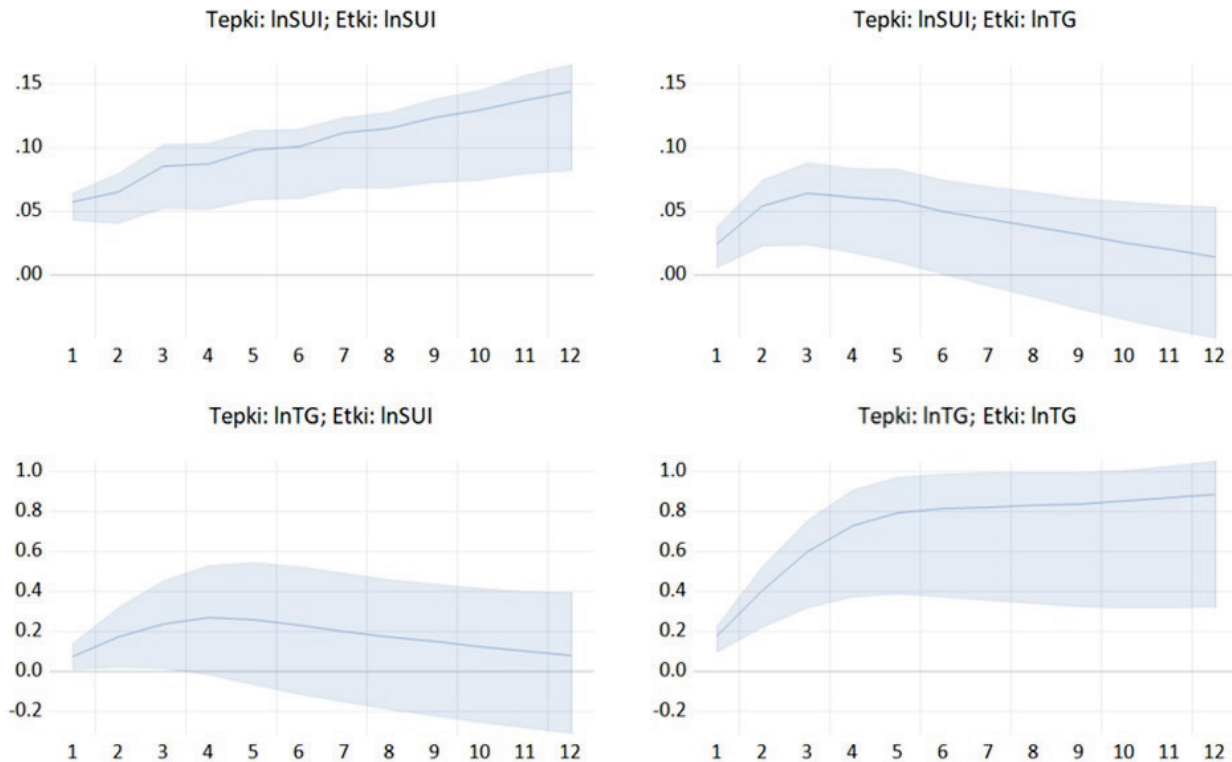 Tepki: lnSUI; Etki: lnSUI
.15
.10
.05
.00
1 2 3 4 5 6 7 8 9 10 11 12
Tepki: lnSUI; Etki: lnTG
.15
.10
.05
.00
1 2 3 4 5 6 7 8 9 10 11 12
Tepki: lnTG; Etki: lnSUI
1.0
0.8
0.6
0.4
0.2
0.0
-0.2
1 2 3 4 5 6 7 8 9 10 11 12
Tepki: lnTG; Etki: lnTG
1.0
0.8
0.6
0.4
0.2
0.0
-0.2
1 2 3 4 5 6 7 8 9 10 11 12